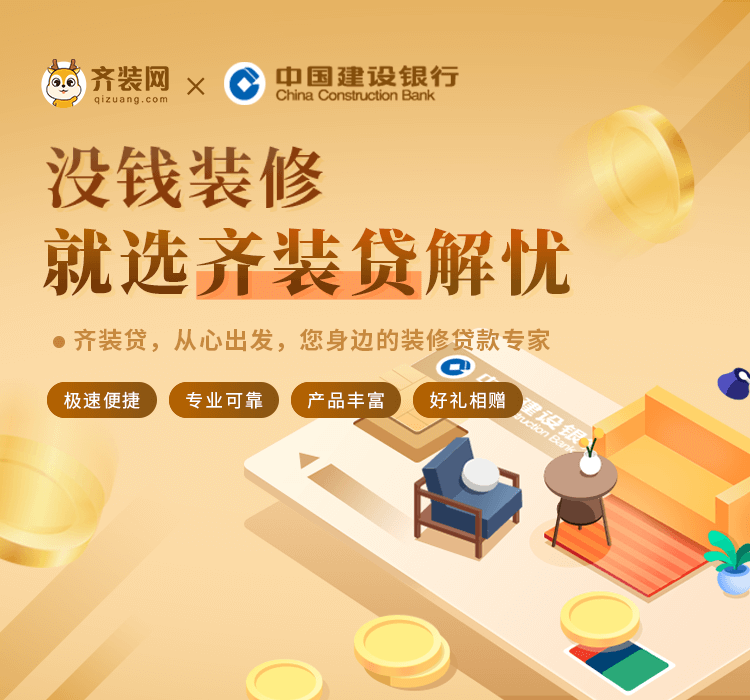 齐装网
qizuang.com
×
中国建设银行
China Construction Bank
没钱装修
就选齐装贷解忧
齐装贷，从心出发，您身边的装修贷款专家
极速便捷
专业可靠
产品丰富
好礼相赠